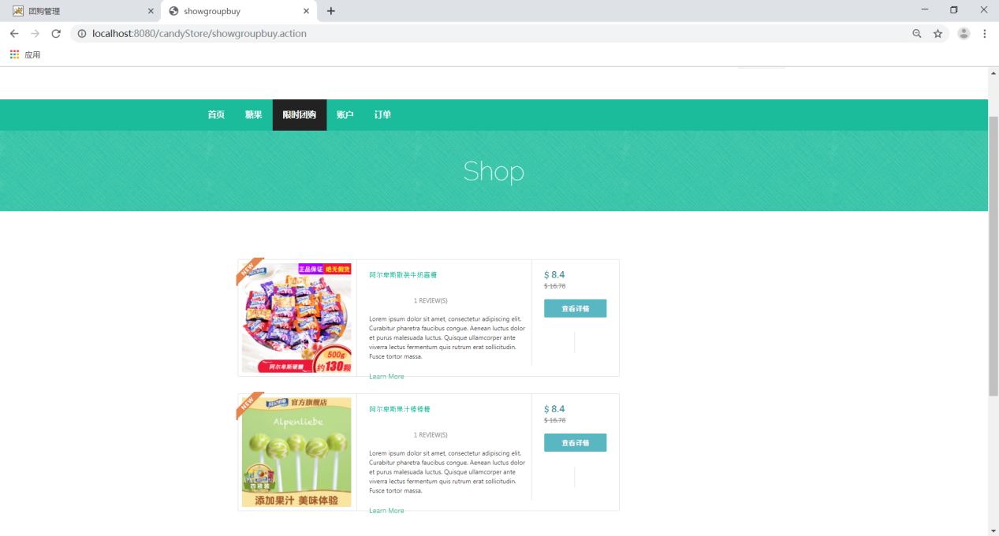 团购管理
showgroupbuy
localhost:8080/candyStore/showgroupbuy.action
应用
首页 糖果 限时团购 账户 订单
Shop
NEW
正品保证 绝无假货
500g
阿尔卑斯硬糖 约130颗
阿尔卑斯散装牛奶喜糖
1 REVIEW(S)
Lorem ipsum dolor sit amet, consectetur adipiscing elit.
Curabitur pharetra faucibus congue. Aenean luctus dolor
et purus malesuada luctus. Quisque ullamcorper ante
viverra lectus fermentum quis rutrum erat sollicitudin.
Fusce tortor massa.
Learn More
$ 8.4
$ 16.78
查看详情
NEW
官方旗舰店
Alpenliebe
添加果汁 美味体验
阿尔卑斯果汁棒棒糖
1 REVIEW(S)
Lorem ipsum dolor sit amet, consectetur adipiscing elit.
Curabitur pharetra faucibus congue. Aenean luctus dolor
et purus malesuada luctus. Quisque ullamcorper ante
viverra lectus fermentum quis rutrum erat sollicitudin.
Fusce tortor massa.
Learn More
$ 8.4
$ 16.78
查看详情